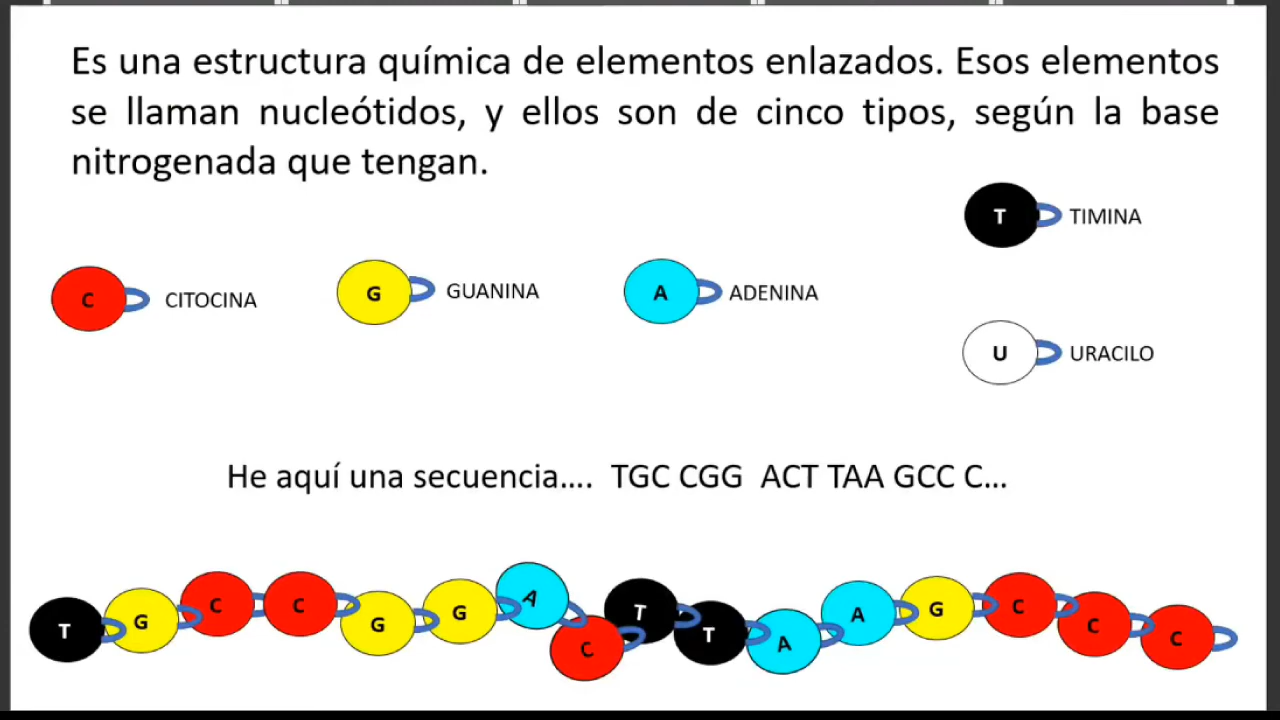 Es una estructura química de elementos enlazados. Esos elementos
se llaman nucleótidos, y ellos son de cinco tipos, según la base
nitrogenada que tengan.
T TIMINA
C CITOCINA
G GUANINA
A ADENINA
U URACILO
He aquí una secuencia.... TGC CGG ACT TAA GCC C...
T G C C G G A C T T A A G C C C